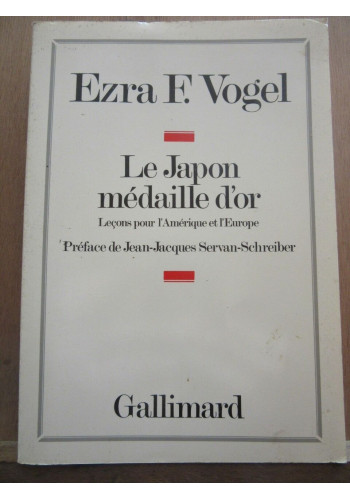 Ezra F. Vogel
Le Japon
médaille d'or
Leçons pour l'Amérique et l'Europe
Préface de Jean-Jacques Servan-Schreiber
Gallimard